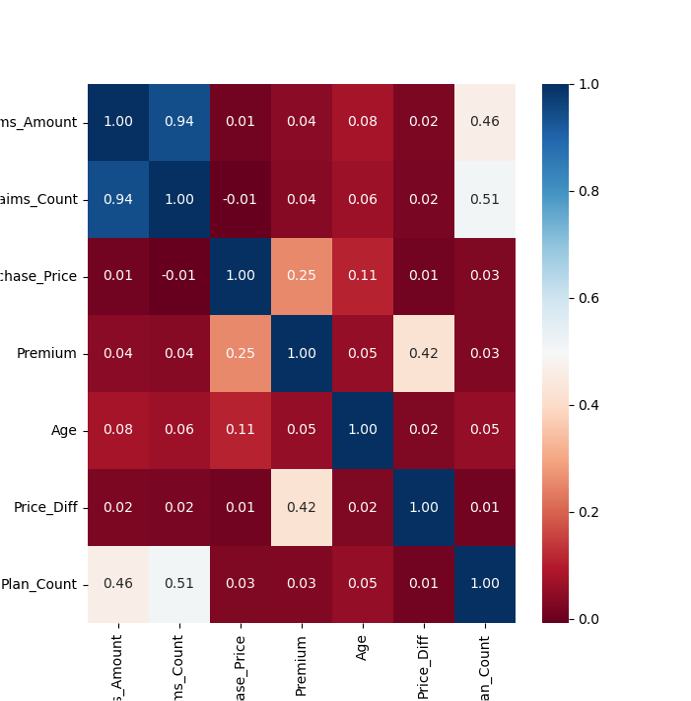 ms_Amount 1.00 0.94 0.01 0.04 0.08 0.02 0.46
aims_Count 0.94 1.00 -0.01 0.04 0.06 0.02 0.51
chase_Price 0.01 -0.01 1.00 0.25 0.11 0.01 0.03
Premium 0.04 0.04 0.25 1.00 0.05 0.42 0.03
Age 0.08 0.06 0.11 0.05 1.00 0.02 0.05
Price_Diff 0.02 0.02 0.01 0.42 0.02 1.00 0.01
Plan_Count 0.46 0.51 0.03 0.03 0.05 0.01 1.00
s_Amount
ms_Count
ase_Price
Premium
Age
Price_Diff
an_Count
1.0
0.8
0.6
0.4
0.2
0.0